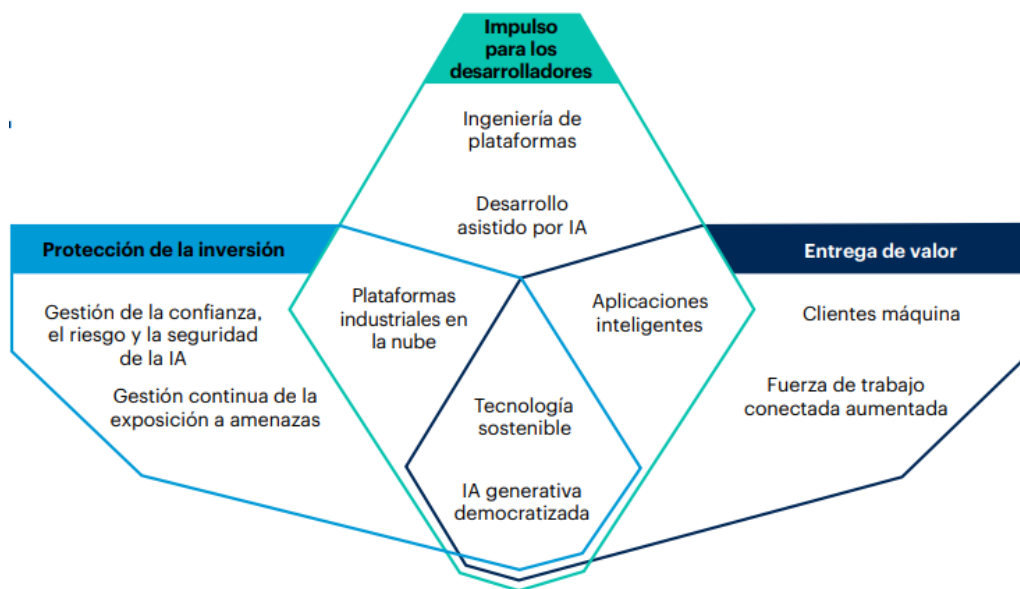 Impulso
para los
desarrolladores
Ingeniería de
plataformas
Desarrollo
asistido por IA
Protección de la inversión
Gestión de la confianza,
el riesgo y la seguridad
de la IA
Gestión continua de la
exposición a amenazas
Plataformas
industriales en
la nube
Tecnología
sostenible
IA generativa
democratizada
Aplicaciones
inteligentes
Entrega de valor
Clientes máquina
Fuerza de trabajo
conectada aumentada